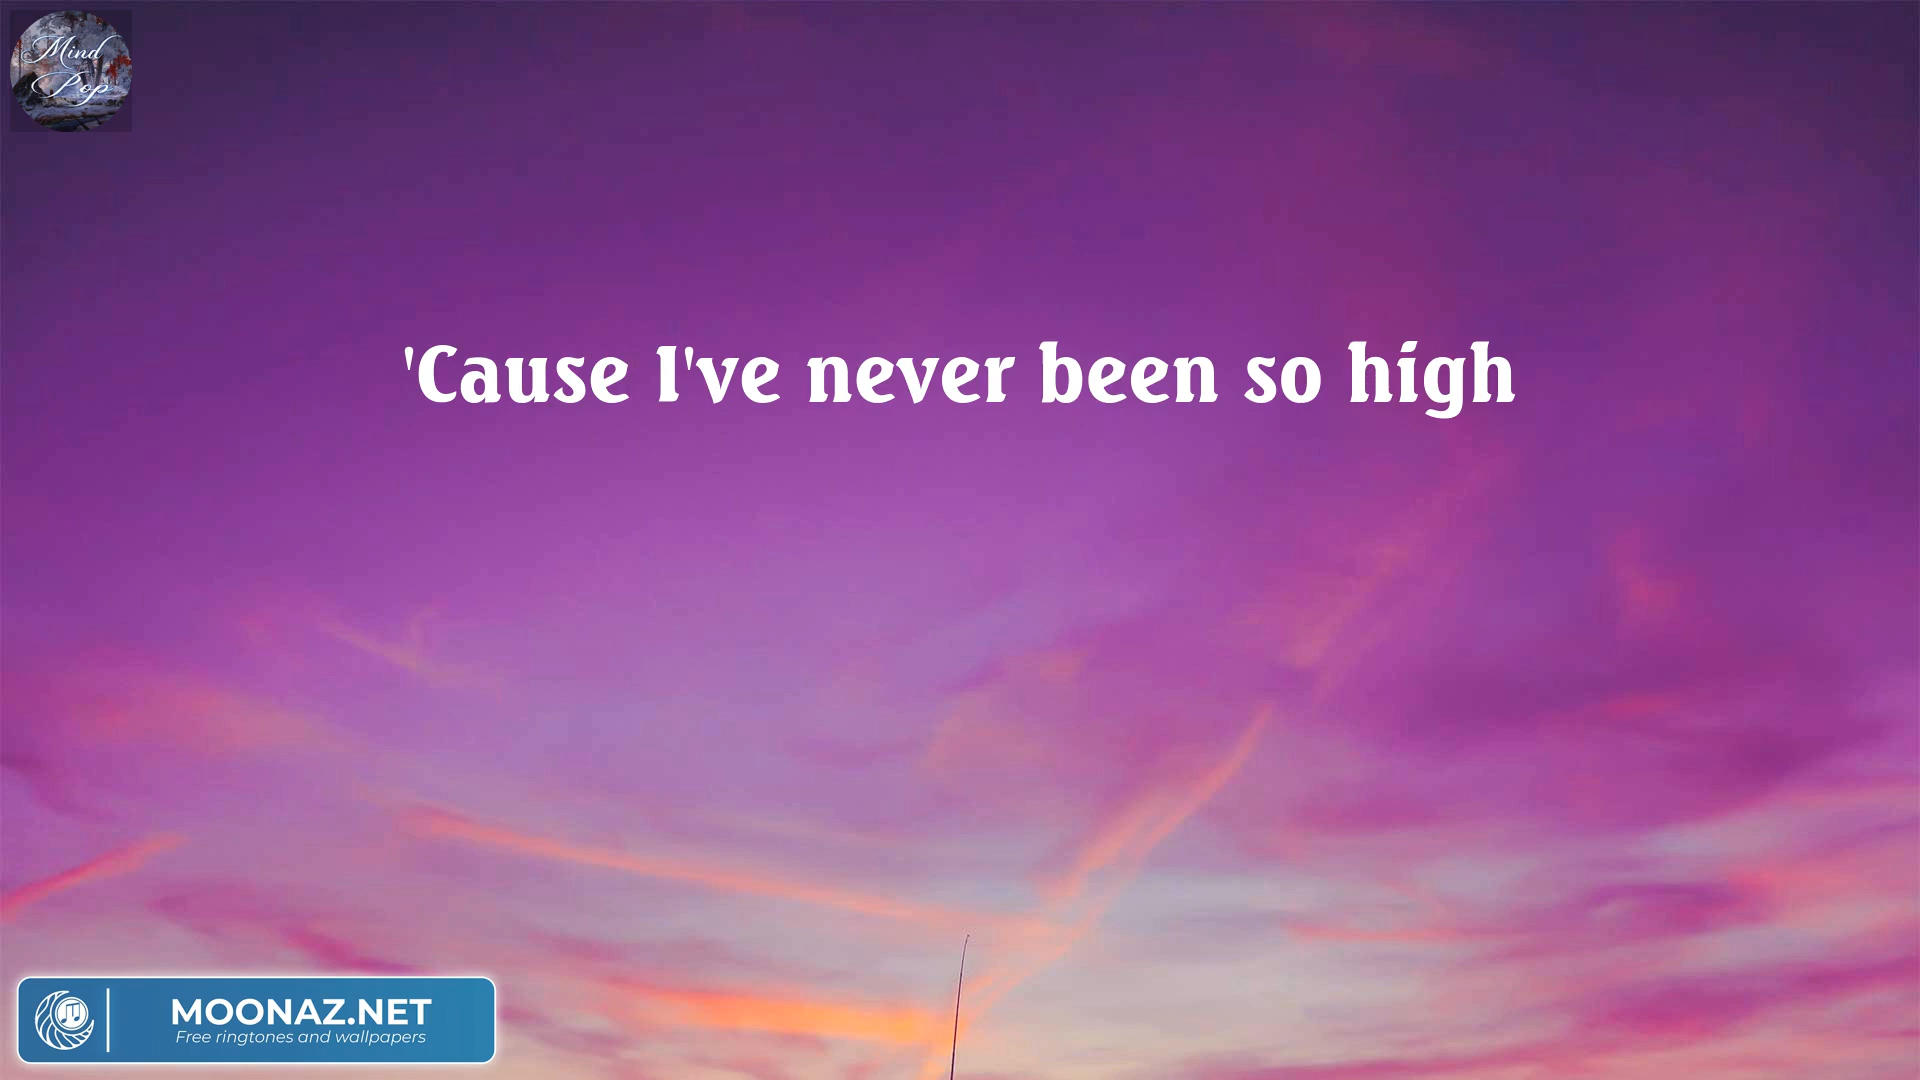 Mind
Pop
'Cause I've never been so high
MOONAZ.NET
Free ringtones and wallpapers